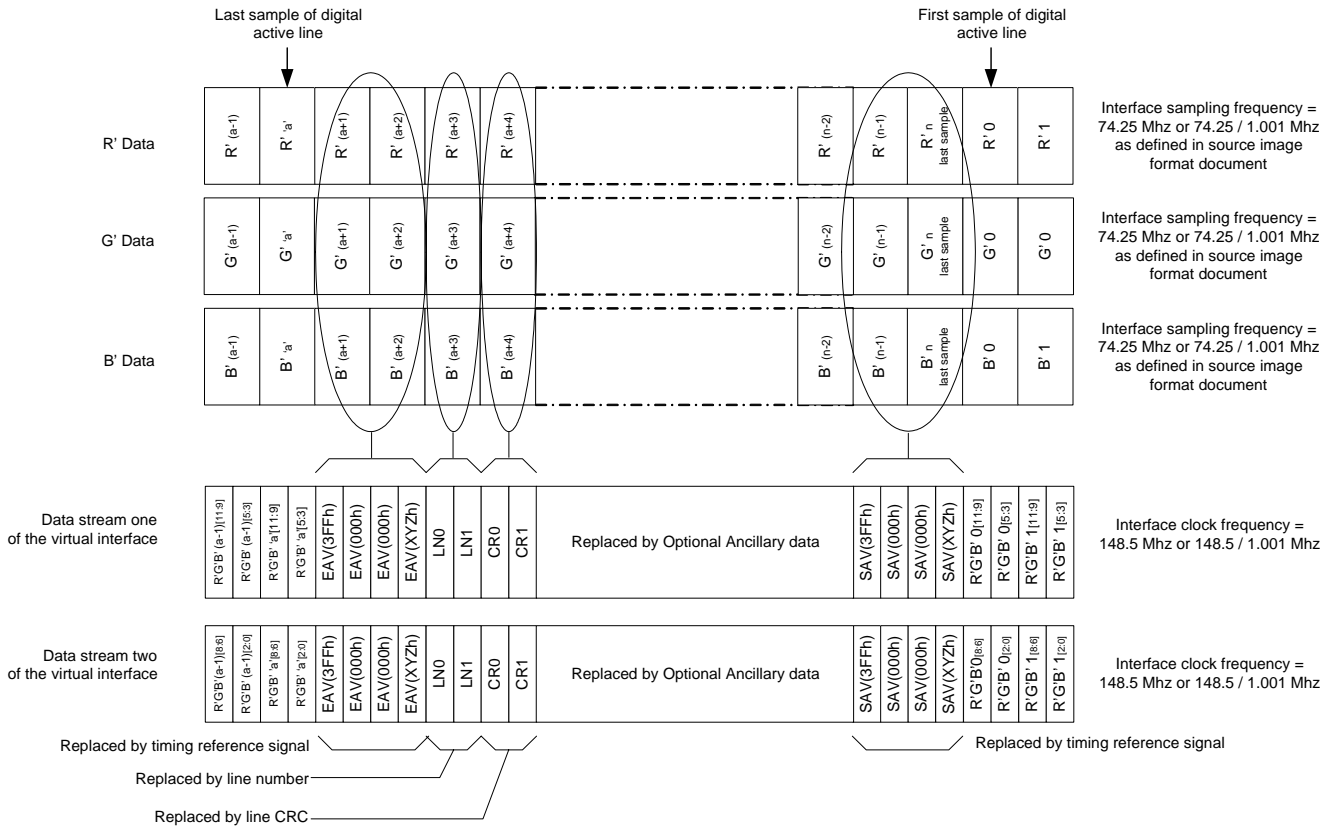 Last sample of digital
active line
First sample of digital
active line
R' Data
R' (a-1)
R' 'a'
R' (a+1)
R' (a+2)
R' (a+3)
R' (a+4)
R' (n-2)
R' (n-1)
R' n
last sample
R' 0
R' 1
Interface sampling frequency =
74.25 Mhz or 74.25 / 1.001 Mhz
as defined in source image
format document
G' Data
G' (a-1)
G' 'a'
G' (a+1)
G' (a+2)
G' (a+3)
G' (a+4)
G' (n-2)
G' (n-1)
G' n
last sample
G' 0
G' 0
Interface sampling frequency =
74.25 Mhz or 74.25 / 1.001 Mhz
as defined in source image
format document
B' Data
B' (a-1)
B' 'a'
B' (a+1)
B' (a+2)
B' (a+3)
B' (a+4)
B' (n-2)
B' (n-1)
B' n
last sample
B' 0
B' 1
Interface sampling frequency =
74.25 Mhz or 74.25 / 1.001 Mhz
as defined in source image
format document
Data stream one
of the virtual interface
R'G'B' (a-1)[11:9]
R'G'B' (a-1)[5:3]
R'G'B' 'a'[11:9]
R'G'B' 'a'[5:3]
EAV(3FFh)
EAV(000h)
EAV(000h)
EAV(XYZh)
LN0
LN1
CR0
CR1
Replaced by Optional Ancillary data
SAV(3FFh)
SAV(000h)
SAV(000h)
SAV(XYZh)
R'G'B' 0[11:9]
R'G'B' 0[5:3]
R'G'B' 1[11:9]
R'G'B' 1[5:3]
Interface clock frequency =
148.5 Mhz or 148.5 / 1.001 Mhz
Data stream two
of the virtual interface
R'G'B'(a-1)[8:6]
R'G'B' (a-1)[2:0]
R'G'B' 'a'[8:6]
R'G'B' 'a'[2:0]
EAV(3FFh)
EAV(000h)
EAV(000h)
EAV(XYZh)
LN0
LN1
CR0
CR1
Replaced by Optional Ancillary data
SAV(3FFh)
SAV(000h)
SAV(000h)
SAV(XYZh)
R'G'B'0[8:6]
R'G'B' 0[2:0]
R'G'B' 1[8:6]
R'G'B' 1[2:0]
Interface clock frequency =
148.5 Mhz or 148.5 / 1.001 Mhz
Replaced by timing reference signal
Replaced by timing reference signal
Replaced by line number
Replaced by line CRC